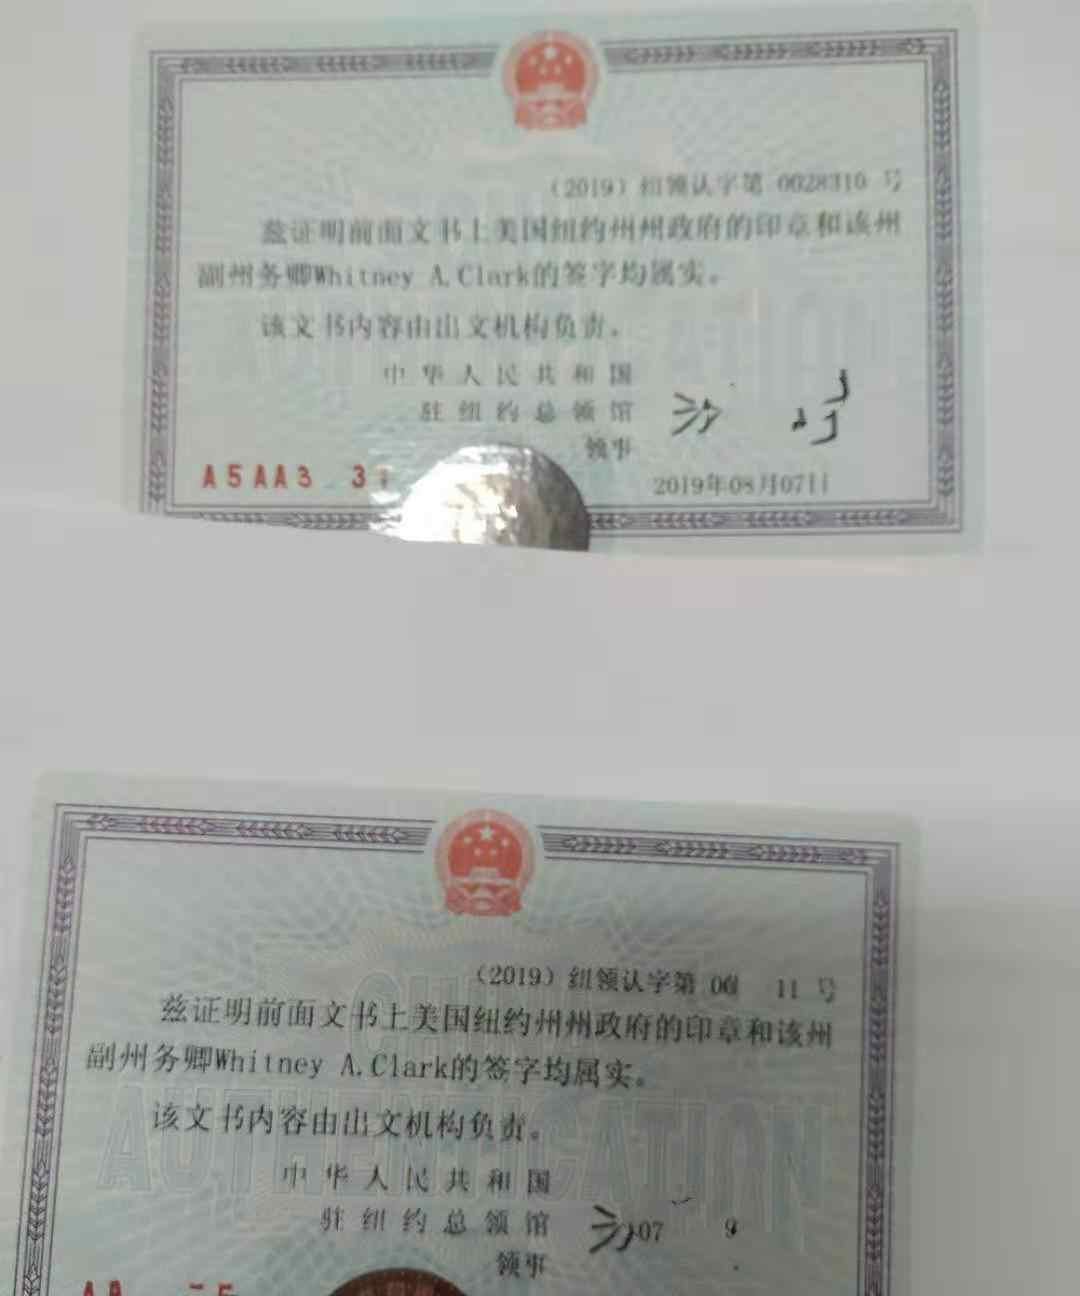 （2019）纽领认字第 0028310 号
兹证明前面文书上美国纽约州州政府的印章和该州
副州务卿Whitney A.Clark的签字均属实。
该文书内容由出文机构负责。
中华人民共和国
驻纽约总领馆
领事
2019年08月07日
A5AA3 3
（2019）纽领认字第 00 11 号
兹证明前面文书上美国纽约州州政府的印章和该州
副州务卿Whitney A.Clark的签字均属实。
该文书内容由出文机构负责。
CHINA
AUTHENTICATION
中华人民共和国
驻纽约总领馆
领事